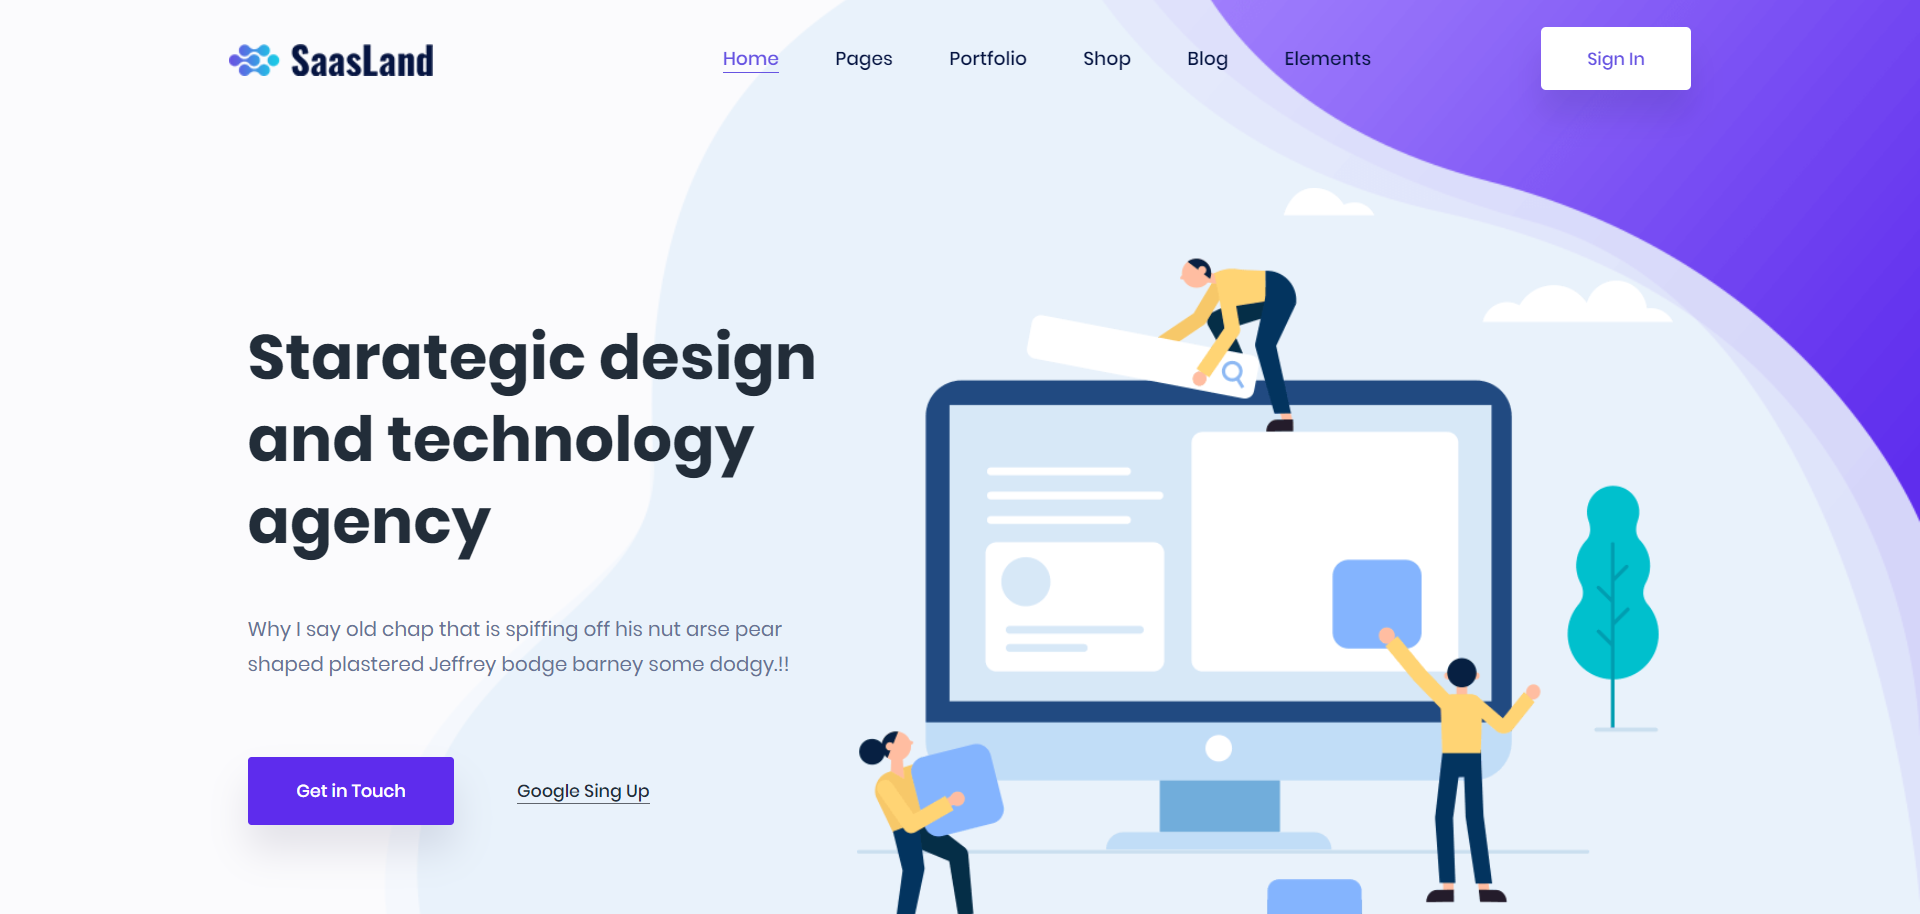 SaasLand
Home Pages Portfolio Shop Blog Elements
Sign In
Starategic design
and technology
agency
Why I say old chap that is spiffing off his nut arse pear
shaped plastered Jeffrey bodge barney some dodgy.!!
Get in Touch
Google Sing Up